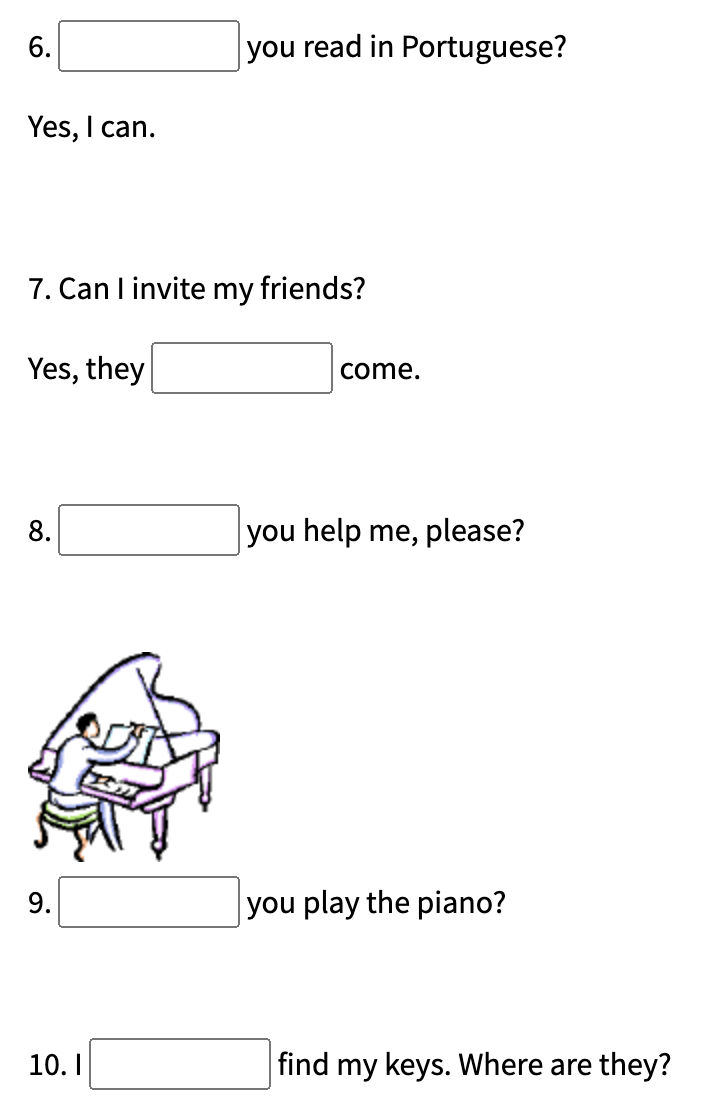 6. you read in Portuguese?
Yes, I can.
7. Can I invite my friends?
Yes, they come.
8. you help me, please?
9. you play the piano?
10. I find my keys. Where are they?